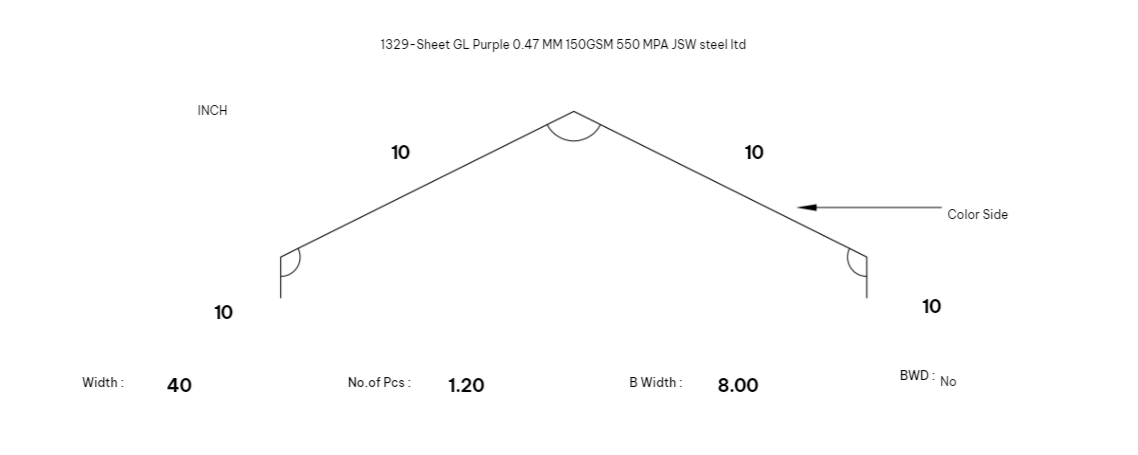 1329-Sheet GL Purple 0.47 MM 150GSM 550 MPA JSW steel ltd
INCH
10
10
Color Side
10
10
Width : 40
No.of Pcs : 1.20
B Width : 8.00
BWD : No